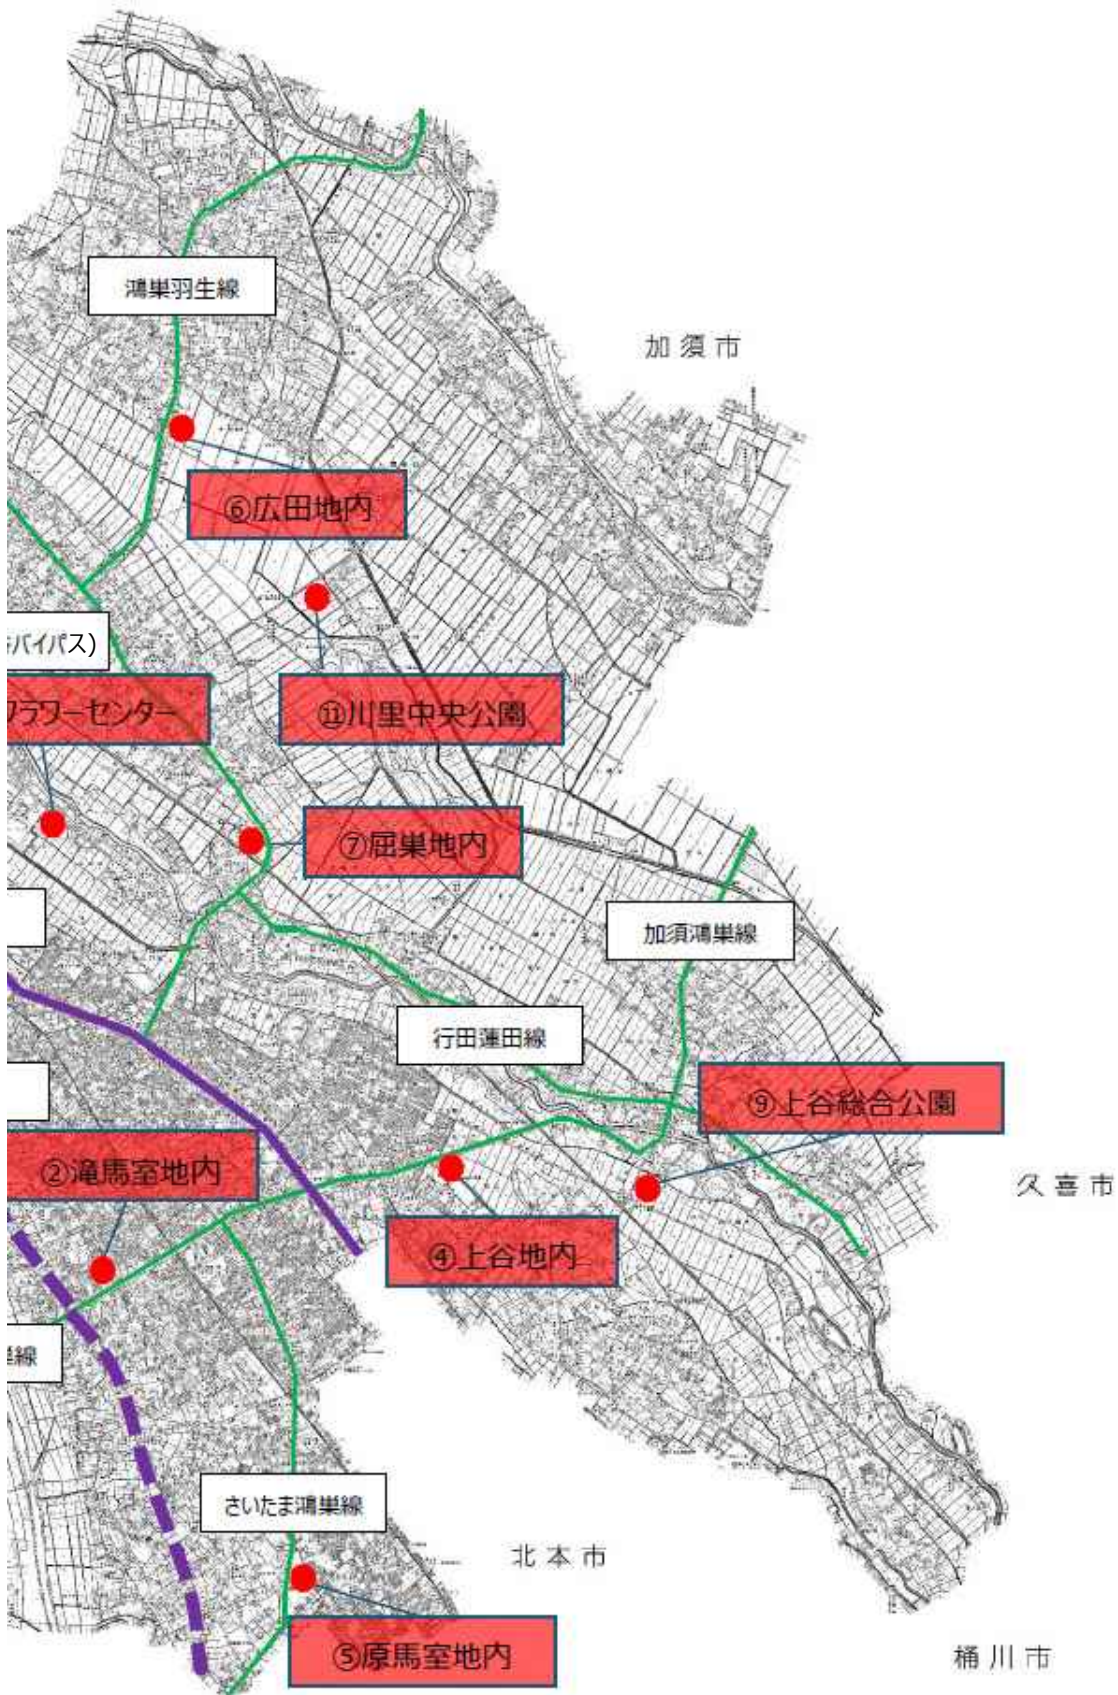 鴻巣羽生線
加須市
⑥広田地内
バイパス)
フラワーセンター
⑪川里中央公園
⑦屈巣地内
加須鴻巣線
行田蓮田線
⑨上谷総合公園
②滝馬室地内
久喜市
④上谷地内
巣線
さいたま鴻巣線
北本市
⑤原馬室地内
桶川市